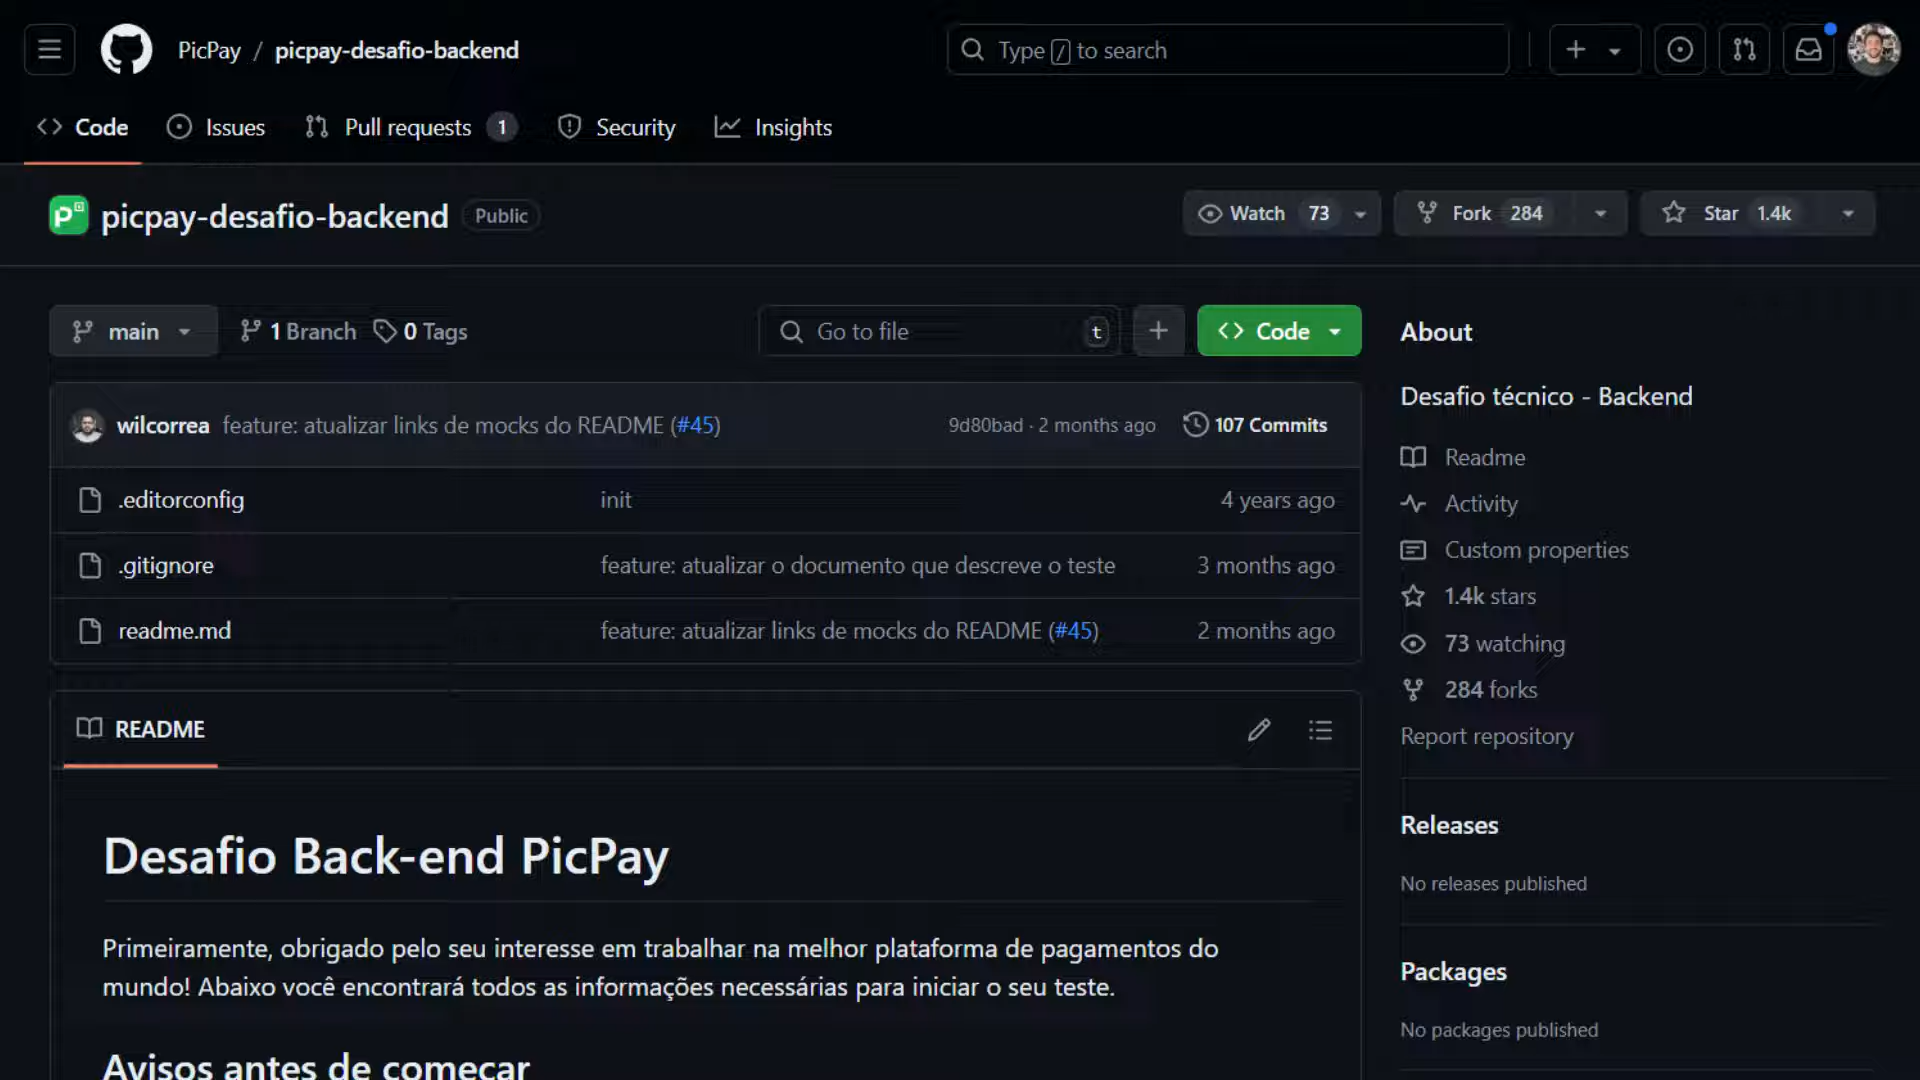 PicPay / picpay-desafio-backend
Type / to search
Code
Issues
Pull requests 1
Security
Insights
picpay-desafio-backend Public
Watch 73
Fork 284
Star 1.4k
main
1 Branch
0 Tags
Go to file
t
Code
wilcorrea feature: atualizar links de mocks do README (#45)
9d80bad · 2 months ago
107 Commits
.editorconfig init 4 years ago
.gitignore feature: atualizar o documento que descreve o teste 3 months ago
readme.md feature: atualizar links de mocks do README (#45) 2 months ago
README
Desafio Back-end PicPay
Primeiramente, obrigado pelo seu interesse em trabalhar na melhor plataforma de pagamentos do
mundo! Abaixo você encontrará todos as informações necessárias para iniciar o seu teste.
Avisos antes de começar
About
Desafio técnico - Backend
Readme
Activity
Custom properties
1.4k stars
73 watching
284 forks
Report repository
Releases
No releases published
Packages
No packages published